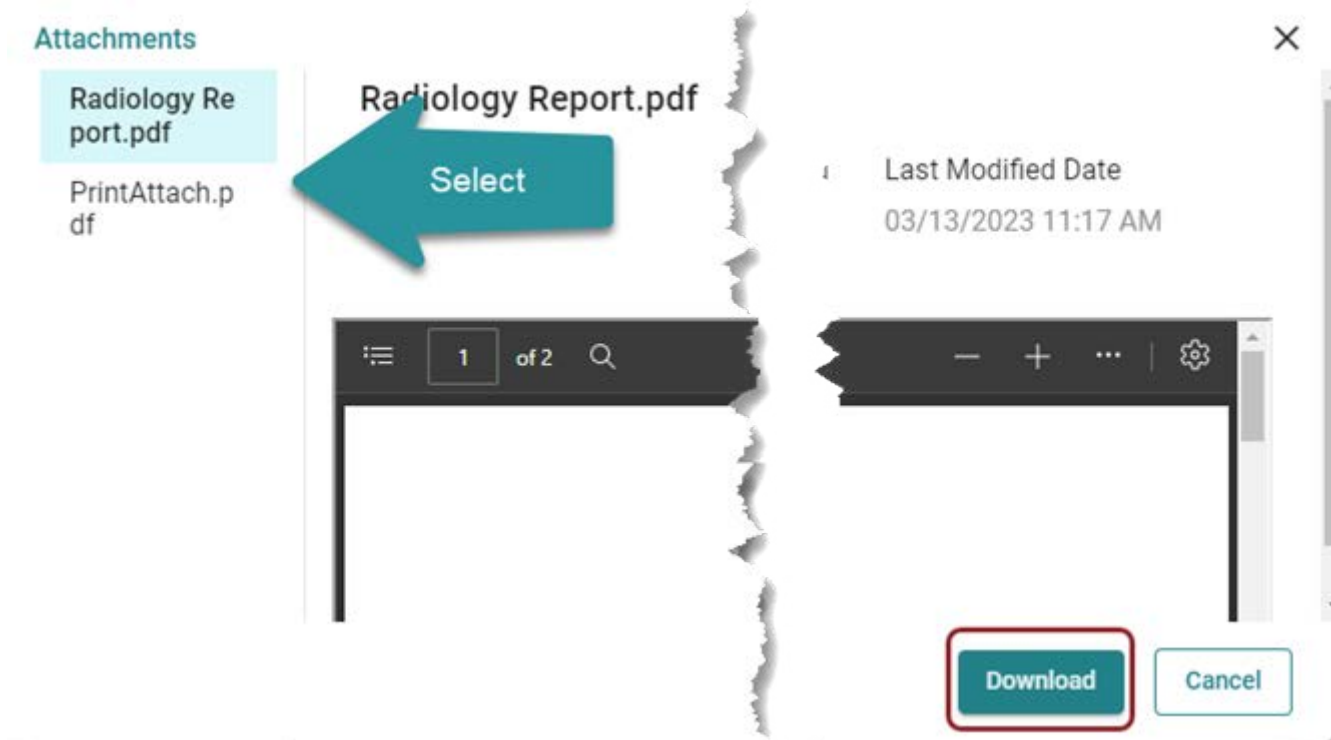 Attachments
Radiology Re
port.pdf
PrintAttach.p
df
Radiology Report.pdf
Select
Last Modified Date
03/13/2023 11:17 AM
1 of 2
Download
Cancel